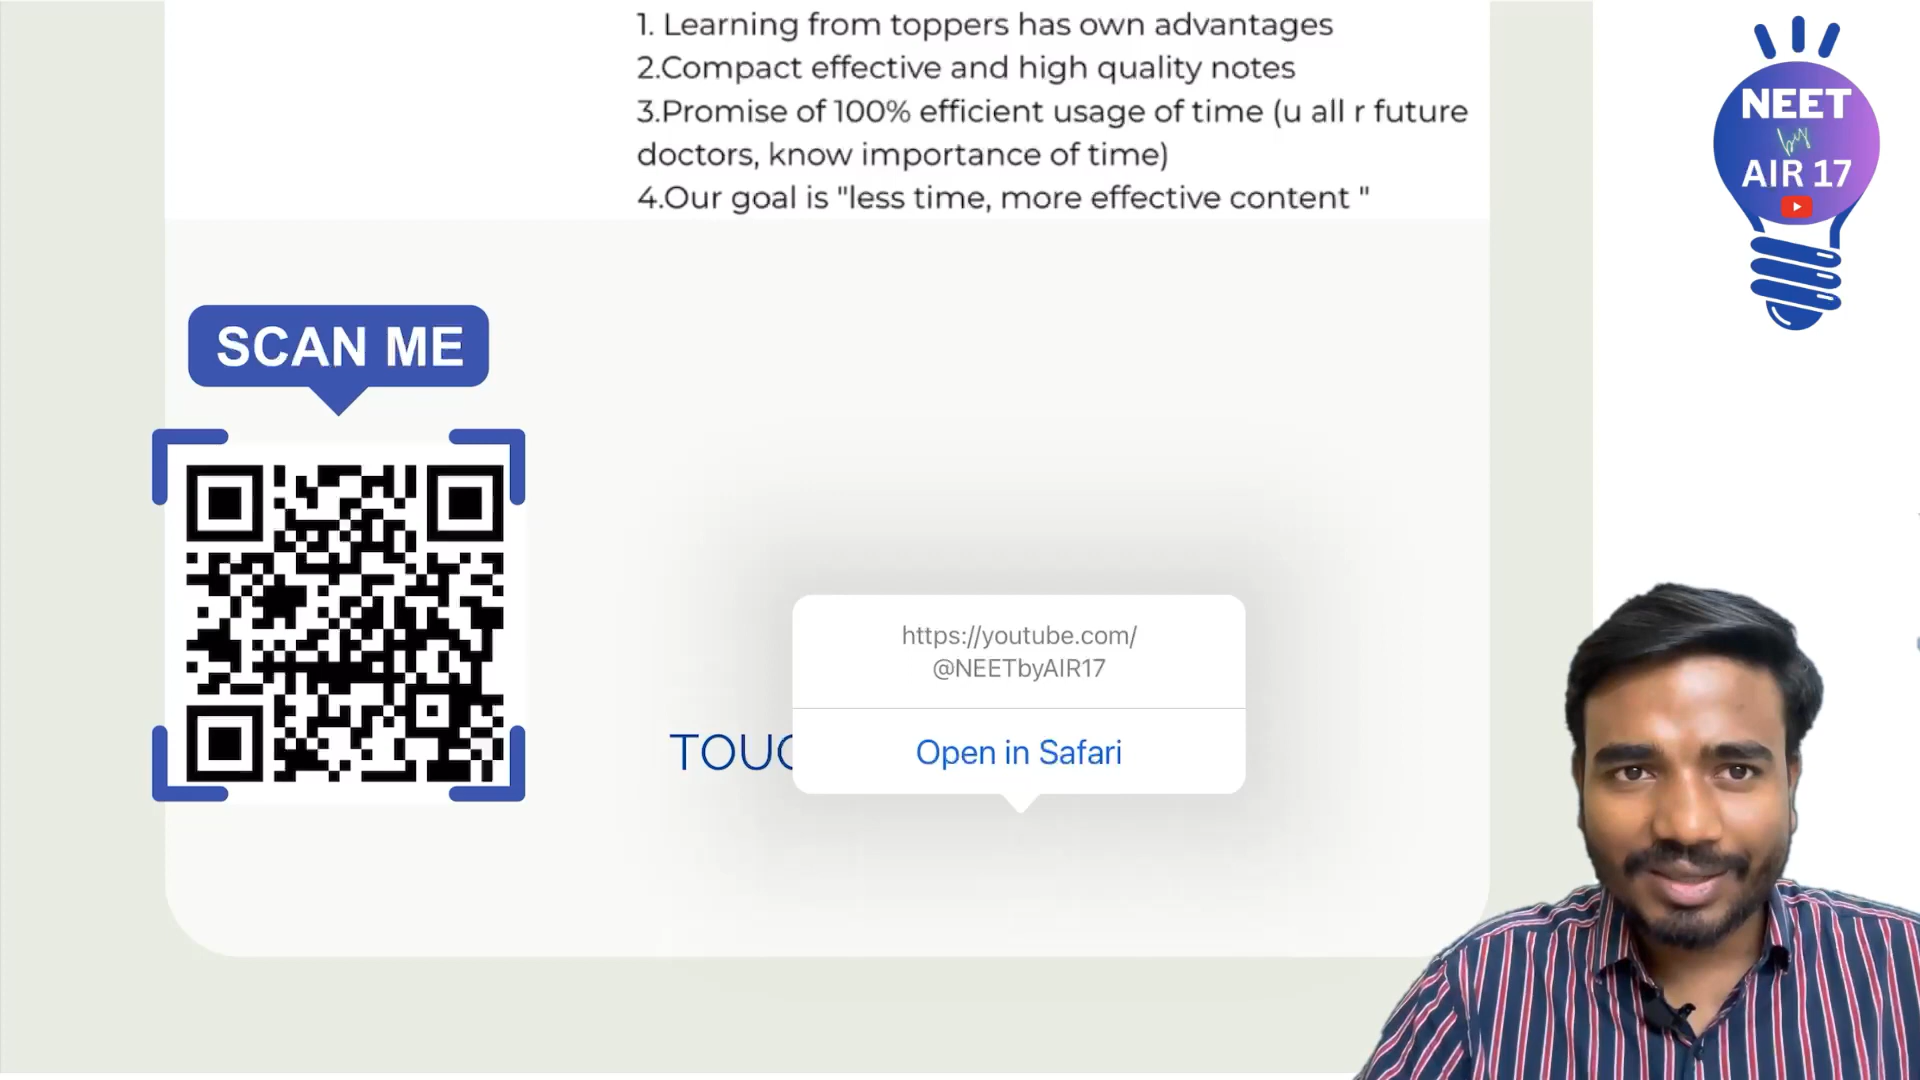 1. Learning from toppers has own advantages
2.Compact effective and high quality notes
3.Promise of 100% efficient usage of time (u all r future
doctors, know importance of time)
4.Our goal is "less time, more effective content "
NEET
by
AIR 17
SCAN ME
https://youtube.com/
@NEETbyAIR17
Open in Safari